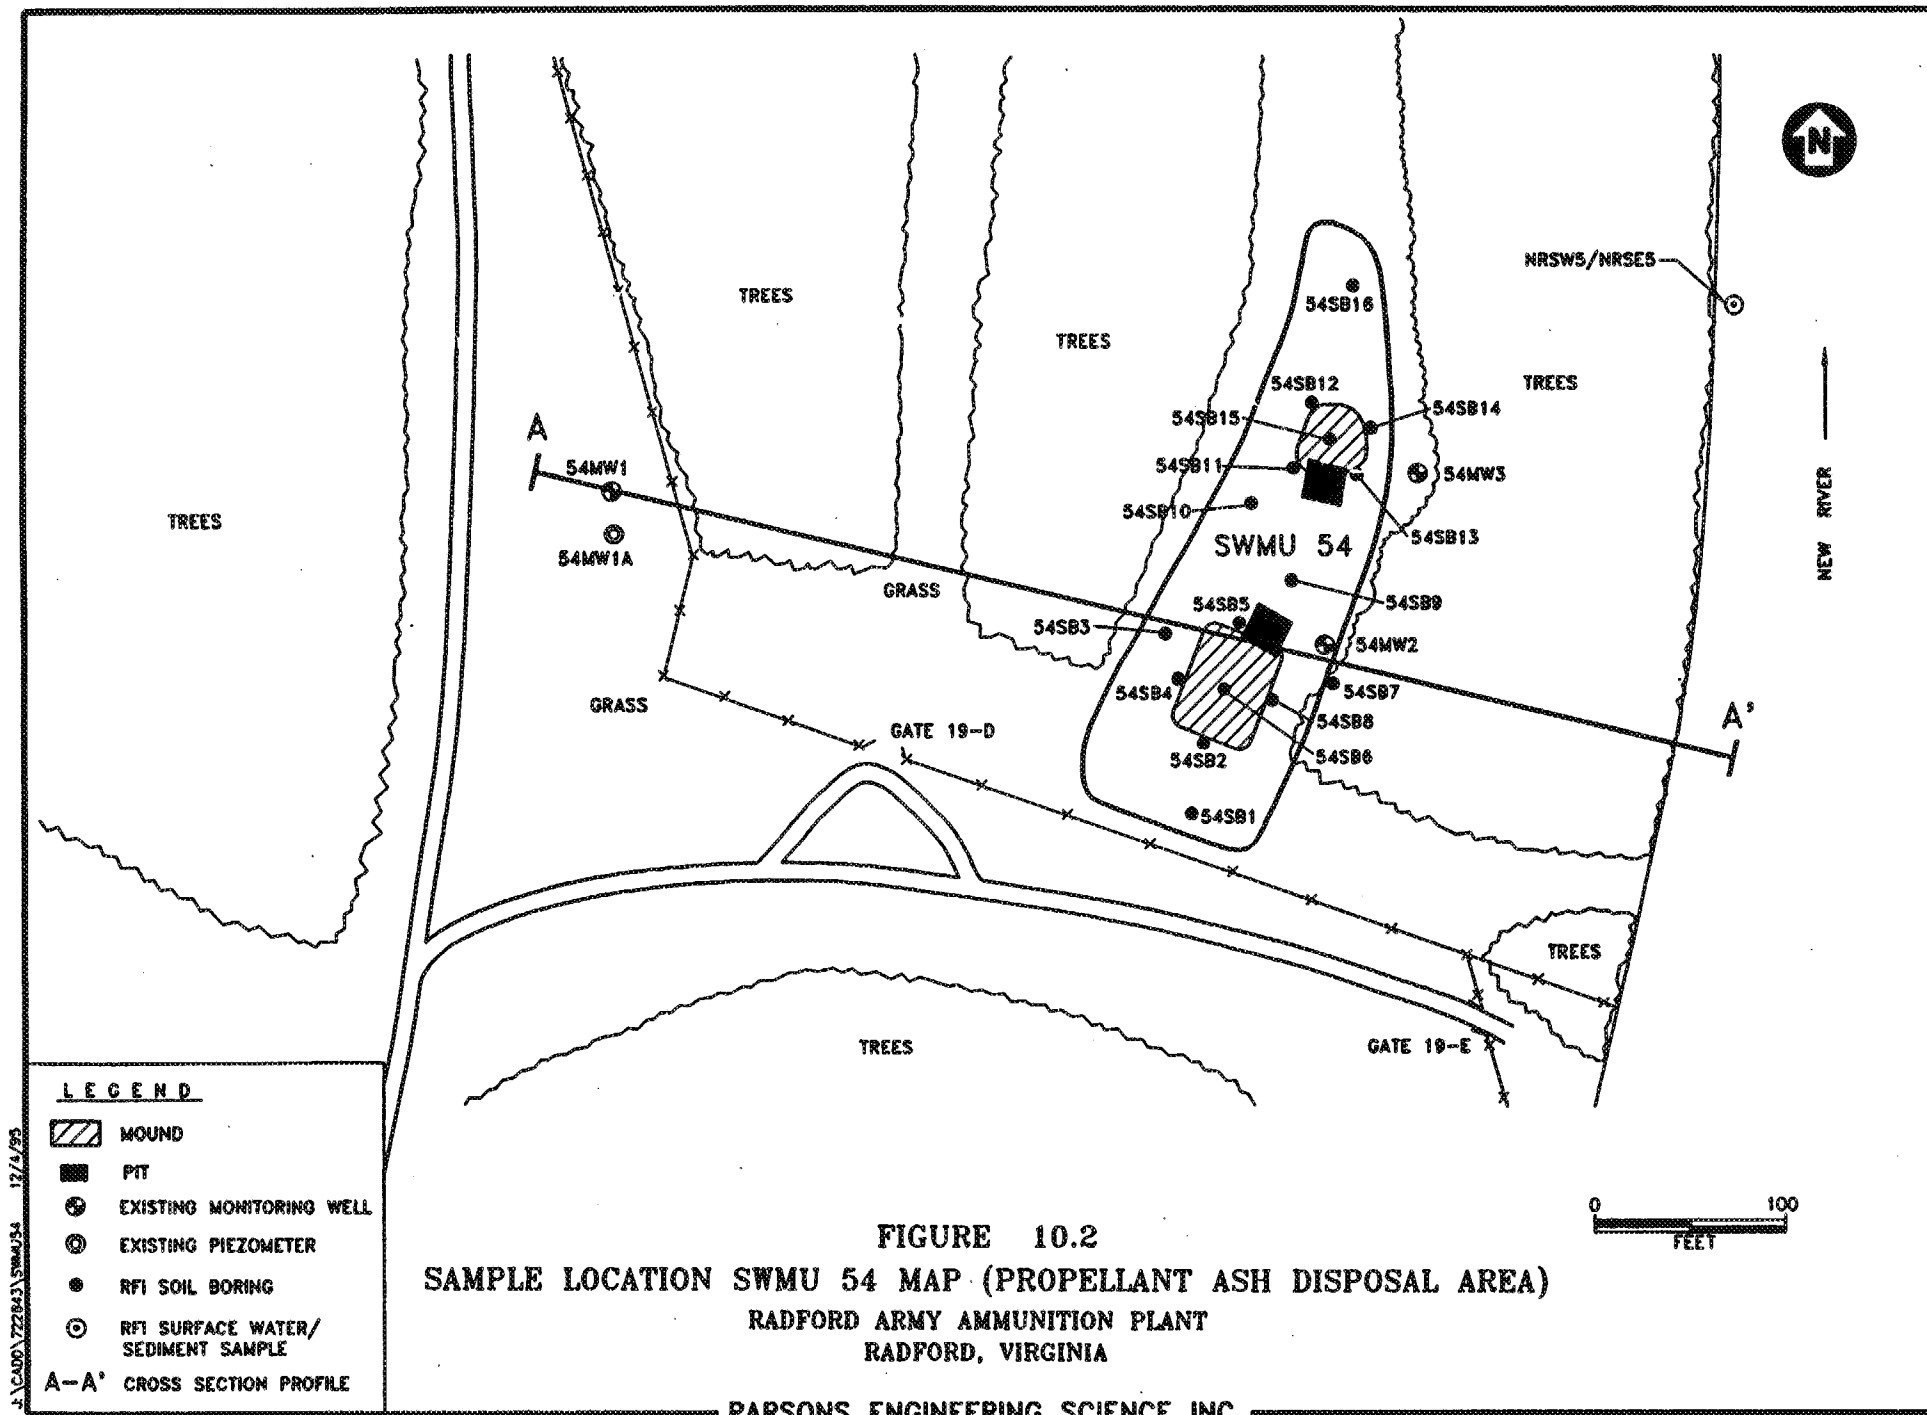 N
NRSW5/NRSE5
TREES
54SB16
TREES
TREES
54SB12
54SB15
54SB14
A
54MW1
54SB11
54MW3
TREES
54SB10
NEW RIVER
54MW1A
SWMU 54
54SB13
GRASS
54SB9
54SB5
54SB3
54MW2
54SB4
54SB7
GRASS
A'
54SB8
GATE 19-D
54SB2
54SB6
54SB1
TREES
TREES
GATE 19-E
LEGEND
MOUND
PIT
EXISTING MONITORING WELL
EXISTING PIEZOMETER
RFI SOIL BORING
RFI SURFACE WATER/
SEDIMENT SAMPLE
A-A' CROSS SECTION PROFILE
0 100
FEET
FIGURE 10.2
SAMPLE LOCATION SWMU 54 MAP (PROPELLANT ASH DISPOSAL AREA)
RADFORD ARMY AMMUNITION PLANT
RADFORD, VIRGINIA
PARSONS ENGINEERING SCIENCE INC
J:\CADD\722843\SWMU54 12/4/95